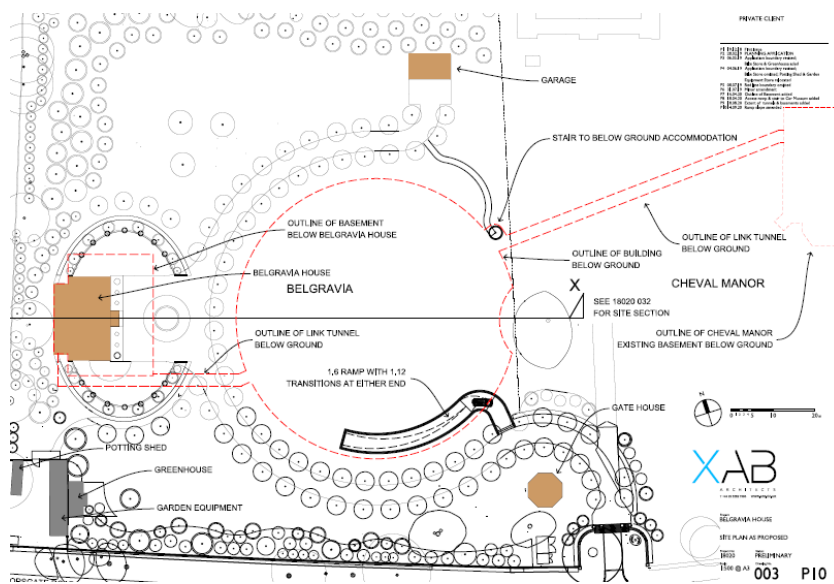 PRIVATE CLIENT
PLANNING APPLICATION
GARAGE
STAIR TO BELOW GROUND ACCOMMODATION
OUTLINE OF BASEMENT
BELOW BELGRAVIA HOUSE
OUTLINE OF LINK TUNNEL
BELOW GROUND
OUTLINE OF BUILDING
BELOW GROUND
BELGRAVIA HOUSE
BELGRAVIA
CHEVAL MANOR
X
SEE 18020 032
FOR SITE SECTION
OUTLINE OF LINK TUNNEL
BELOW GROUND
OUTLINE OF CHEVAL MANOR
EXISTING BASEMENT BELOW GROUND
1,6 RAMP WITH 1,12
TRANSITIONS AT EITHER END
GATE HOUSE
N
POTTING SHED
GREENHOUSE
GARDEN EQUIPMENT
XAB
ARCHITECTS
BELGRAVIA HOUSE
SITE PLAN AS PROPOSED
18020
PRELIMINARY
003 P10